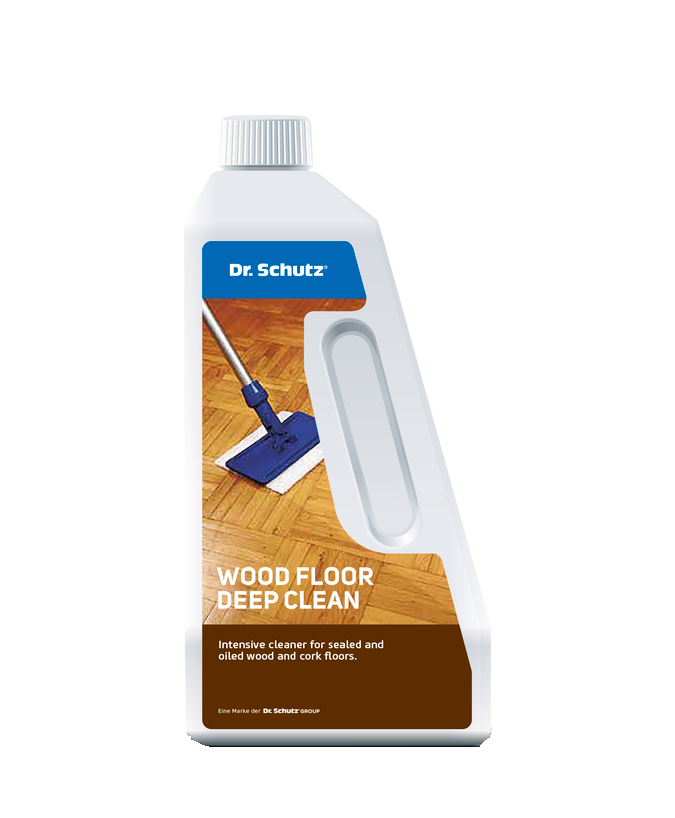 Dr. Schutz®
WOOD FLOOR
DEEP CLEAN
Intensive cleaner for sealed and
oiled wood and cork floors.
Eine Marke der Dr. Schutz® GROUP